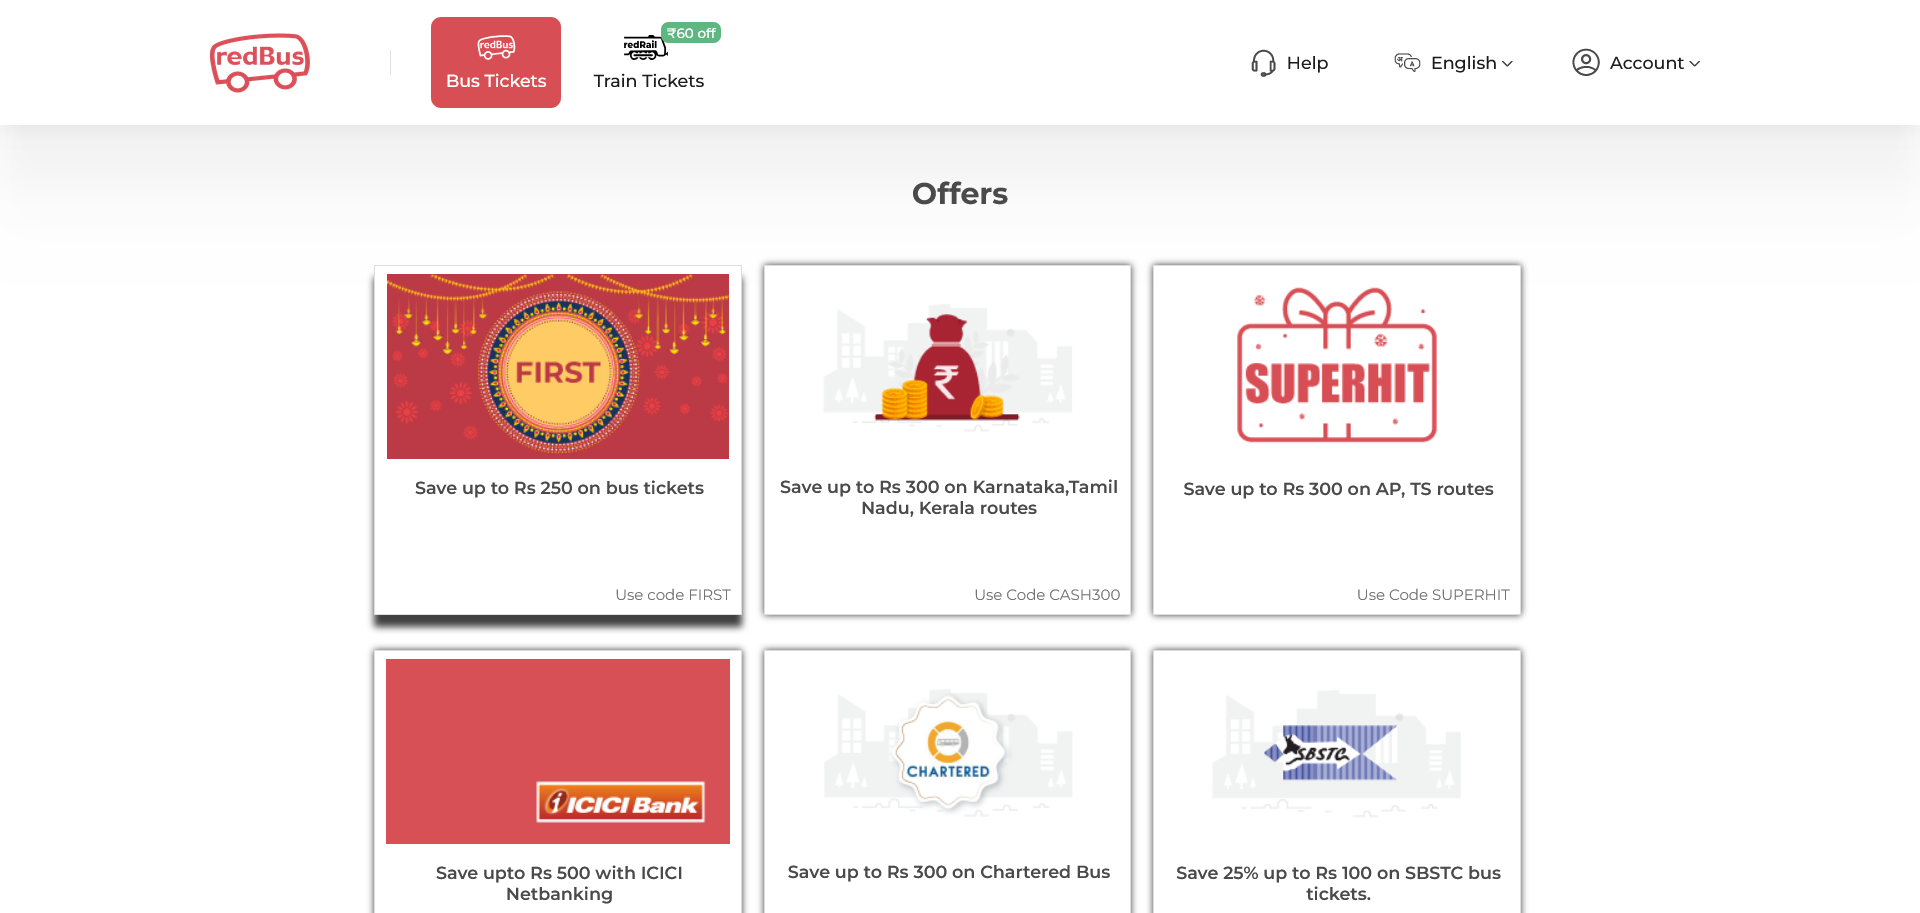 redBus
redBus
Bus Tickets
redRail
₹60 off
Train Tickets
Help
English
Account
Offers
FIRST
Save up to Rs 250 on bus tickets
Use code FIRST
₹
Save up to Rs 300 on Karnataka,Tamil
Nadu, Kerala routes
Use Code CASH300
SUPERHIT
Save up to Rs 300 on AP, TS routes
Use Code SUPERHIT
ICICI Bank
Save upto Rs 500 with ICICI
Netbanking
CHARTERED
Save up to Rs 300 on Chartered Bus
SBSTC
Save 25% up to Rs 100 on SBSTC bus
tickets.